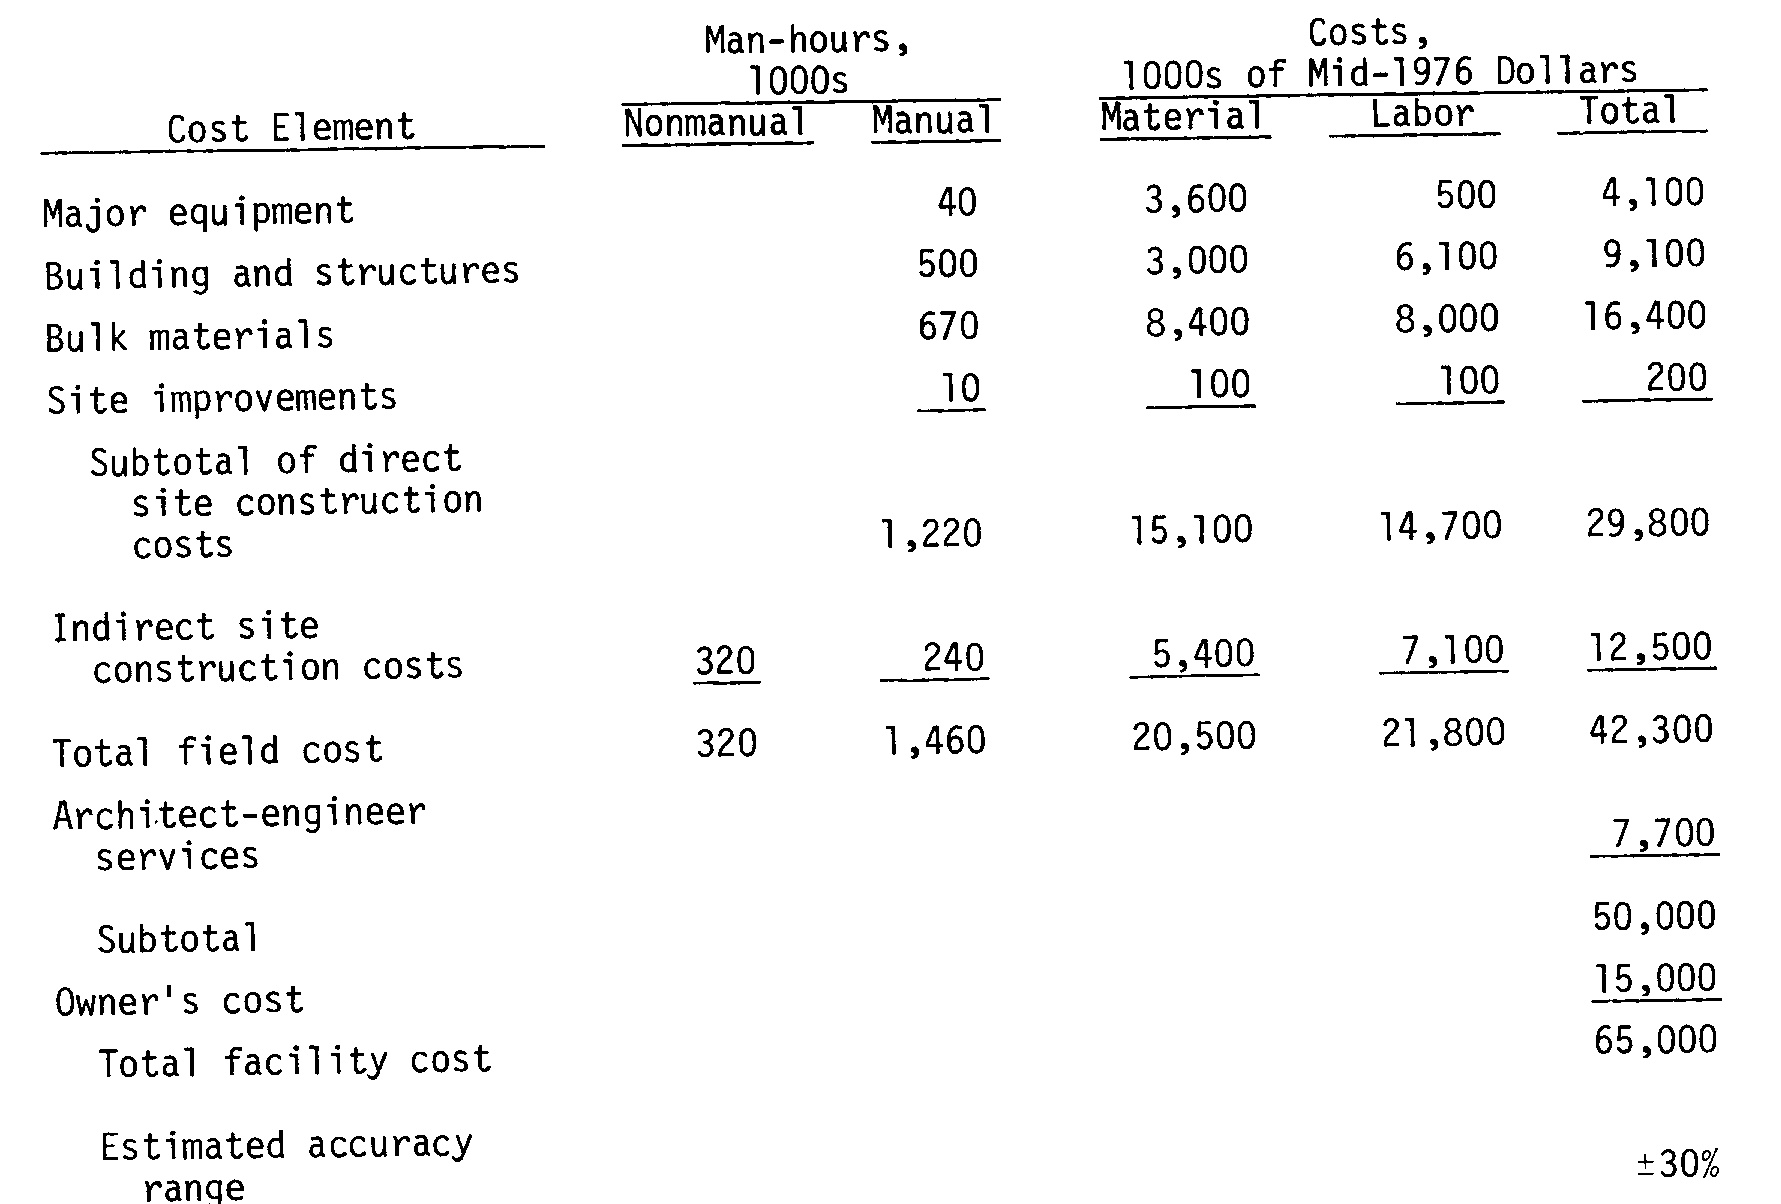 Man-hours, Costs,
1000s 1000s of Mid-1976 Dollars
Cost Element Nonmanual Manual Material Labor Total
Major equipment 40 3,600 500 4,100
Building and structures 500 3,000 6,100 9,100
Bulk materials 670 8,400 8,000 16,400
Site improvements 10 100 100 200
Subtotal of direct
site construction
costs 1,220 15,100 14,700 29,800
Indirect site
construction costs 320 240 5,400 7,100 12,500
Total field cost 320 1,460 20,500 21,800 42,300
Architect-engineer
services 7,700
Subtotal 50,000
Owner's cost 15,000
Total facility cost 65,000
Estimated accuracy
range ±30%